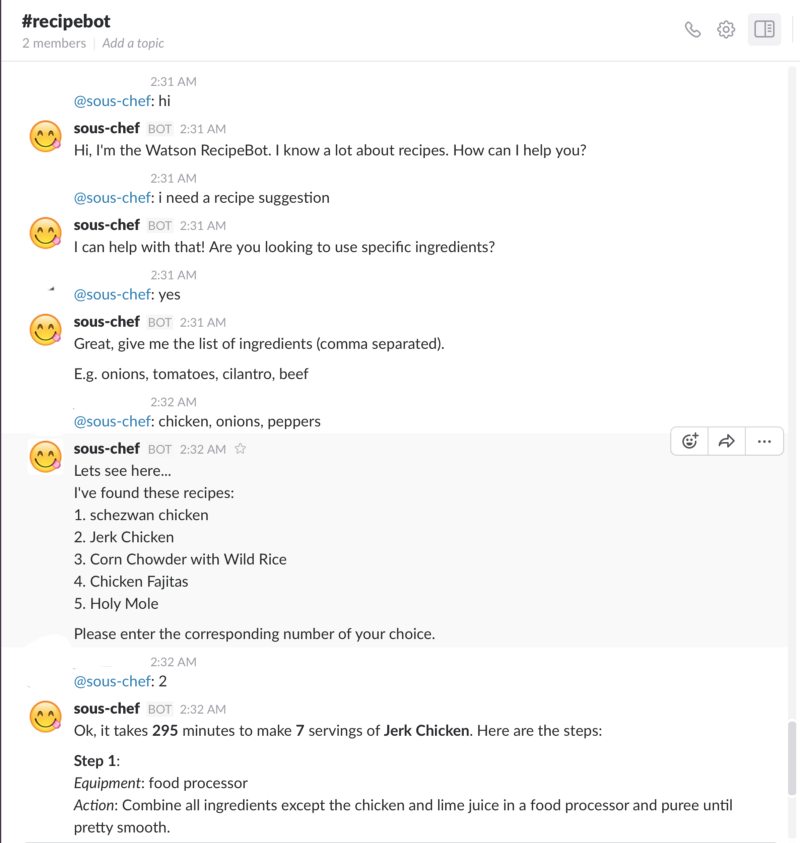 #recipebot
2 members | Add a topic
2:31 AM
@sous-chef: hi
sous-chef BOT 2:31 AM
Hi, I'm the Watson RecipeBot. I know a lot about recipes. How can I help you?
2:31 AM
@sous-chef: i need a recipe suggestion
sous-chef BOT 2:31 AM
I can help with that! Are you looking to use specific ingredients?
2:31 AM
@sous-chef: yes
sous-chef BOT 2:31 AM
Great, give me the list of ingredients (comma separated).
E.g. onions, tomatoes, cilantro, beef
2:32 AM
@sous-chef: chicken, onions, peppers
sous-chef BOT 2:32 AM
Lets see here...
I've found these recipes:
1. schezwan chicken
2. Jerk Chicken
3. Corn Chowder with Wild Rice
4. Chicken Fajitas
5. Holy Mole
Please enter the corresponding number of your choice.
2:32 AM
@sous-chef: 2
sous-chef BOT 2:32 AM
Ok, it takes 295 minutes to make 7 servings of Jerk Chicken. Here are the steps:
Step 1:
Equipment: food processor
Action: Combine all ingredients except the chicken and lime juice in a food processor and puree until
pretty smooth.